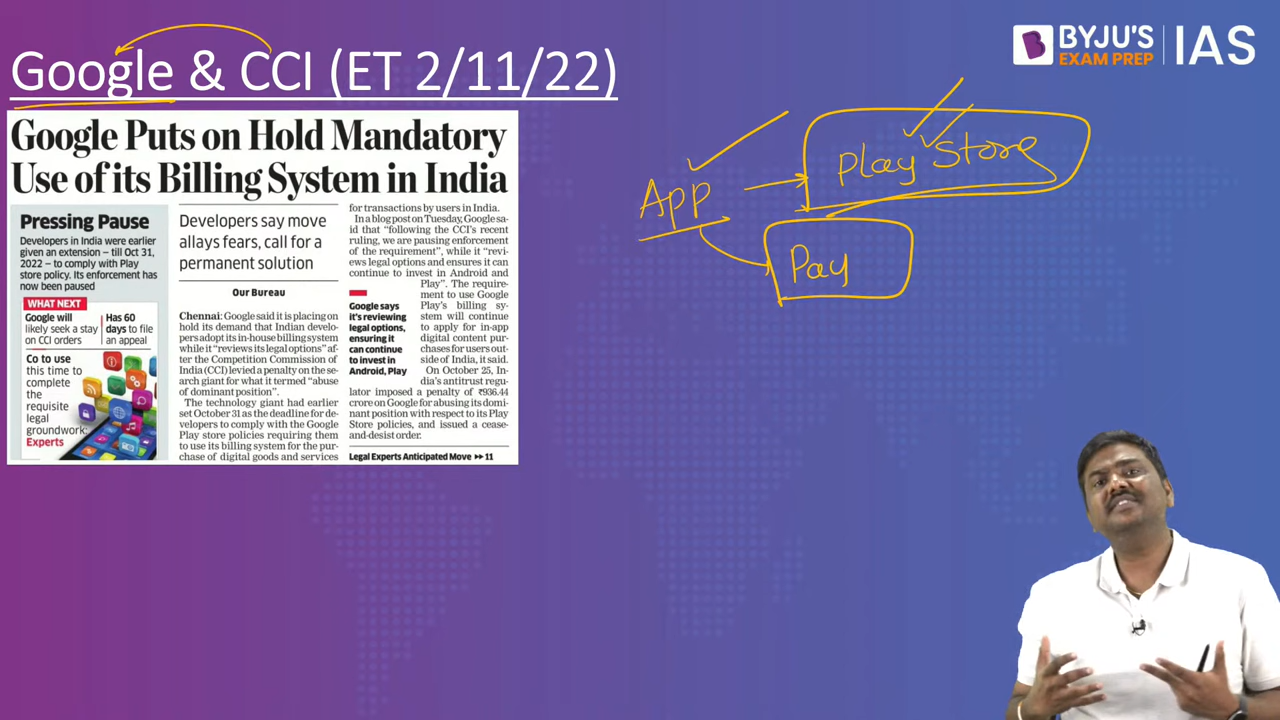 Google & CCI (ET 2/11/22)
BYJU'S
EXAM PREP
IAS
Google Puts on Hold Mandatory
Use of its Billing System in India
Pressing Pause
Developers in India were earlier
given an extension – till Oct 31,
2022 – to comply with Play
store policy. Its enforcement has
now been paused
WHAT NEXT
Google will
likely seek a stay
on CCI orders
Has 60
days to file
an appeal
Co to use
this time to
complete
the
requisite
legal
groundwork:
Experts
Developers say move
allays fears, call for a
permanent solution
Our Bureau
Chennai: Google said it is placing on
hold its demand that Indian develo-
pers adopt its in-house billing system
while it "reviews its legal options" af-
ter the Competition Commission of
India (CCI) levied a penalty on the se-
arch giant for what it termed "abuse
of dominant position".
The technology giant had earlier
set October 31 as the deadline for de-
velopers to comply with the Google
Play store policies requiring them
to use its billing system for the pur-
chase of digital goods and services
for transactions by users in India.
In a blog post on Tuesday, Google sa-
id that "following the CCI's recent
ruling, we are pausing enforcement
of the requirement", while it "revi-
ews legal options and ensures it can
continue to invest in Android and
Play". The require-
ment to use Google
Play's billing sy-
stem will continue
to apply for in-app
digital content pur-
chases for users out-
side of India, it said.
On October 25, In-
dia's antitrust regu-
lator imposed a penalty of ₹936.44
crore on Google for abusing its domi-
nant position with respect to its Play
Store policies, and issued a cease-
and-desist order.
Google says
it's reviewing
legal options,
ensuring it
can continue
to invest in
Android, Play
Legal Experts Anticipated Move ▸▸ 11
App
Play Store
Pay